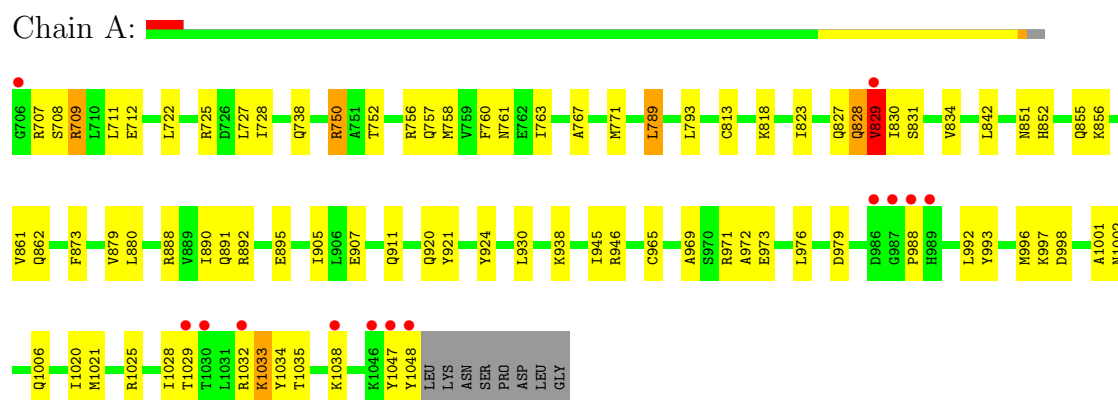 Chain A:
G706 R707 S708 R709 L710 L711 E712 L722 R725 D726 L727 I728 Q738 R750 A751 T752 R756 Q757 M758 V759 F760 N761 E762 I763 A767 M771 L789 L793 C813 K818 I823 Q827 Q828 V829 I830 S831 V834 L842 N851 H852 Q855 K856
V861 Q862 F873 V879 L880 R888 V889 I890 Q891 R892 E895 I905 L906 E907 Q911 Q920 Y921 Y924 L930 K938 I945 R946 C965 A969 S970 R971 A972 E973 L976 D979 D986 G987 P988 H989 L992 Y993 M996 K997 D998 A1001 N1002
Q1006 I1020 M1021 R1025 I1028 T1029 T1030 L1031 R1032 K1033 Y1034 T1035 K1038 K1046 Y1047 Y1048 LEU LYS ASN SER PRO ASP LEU GLY